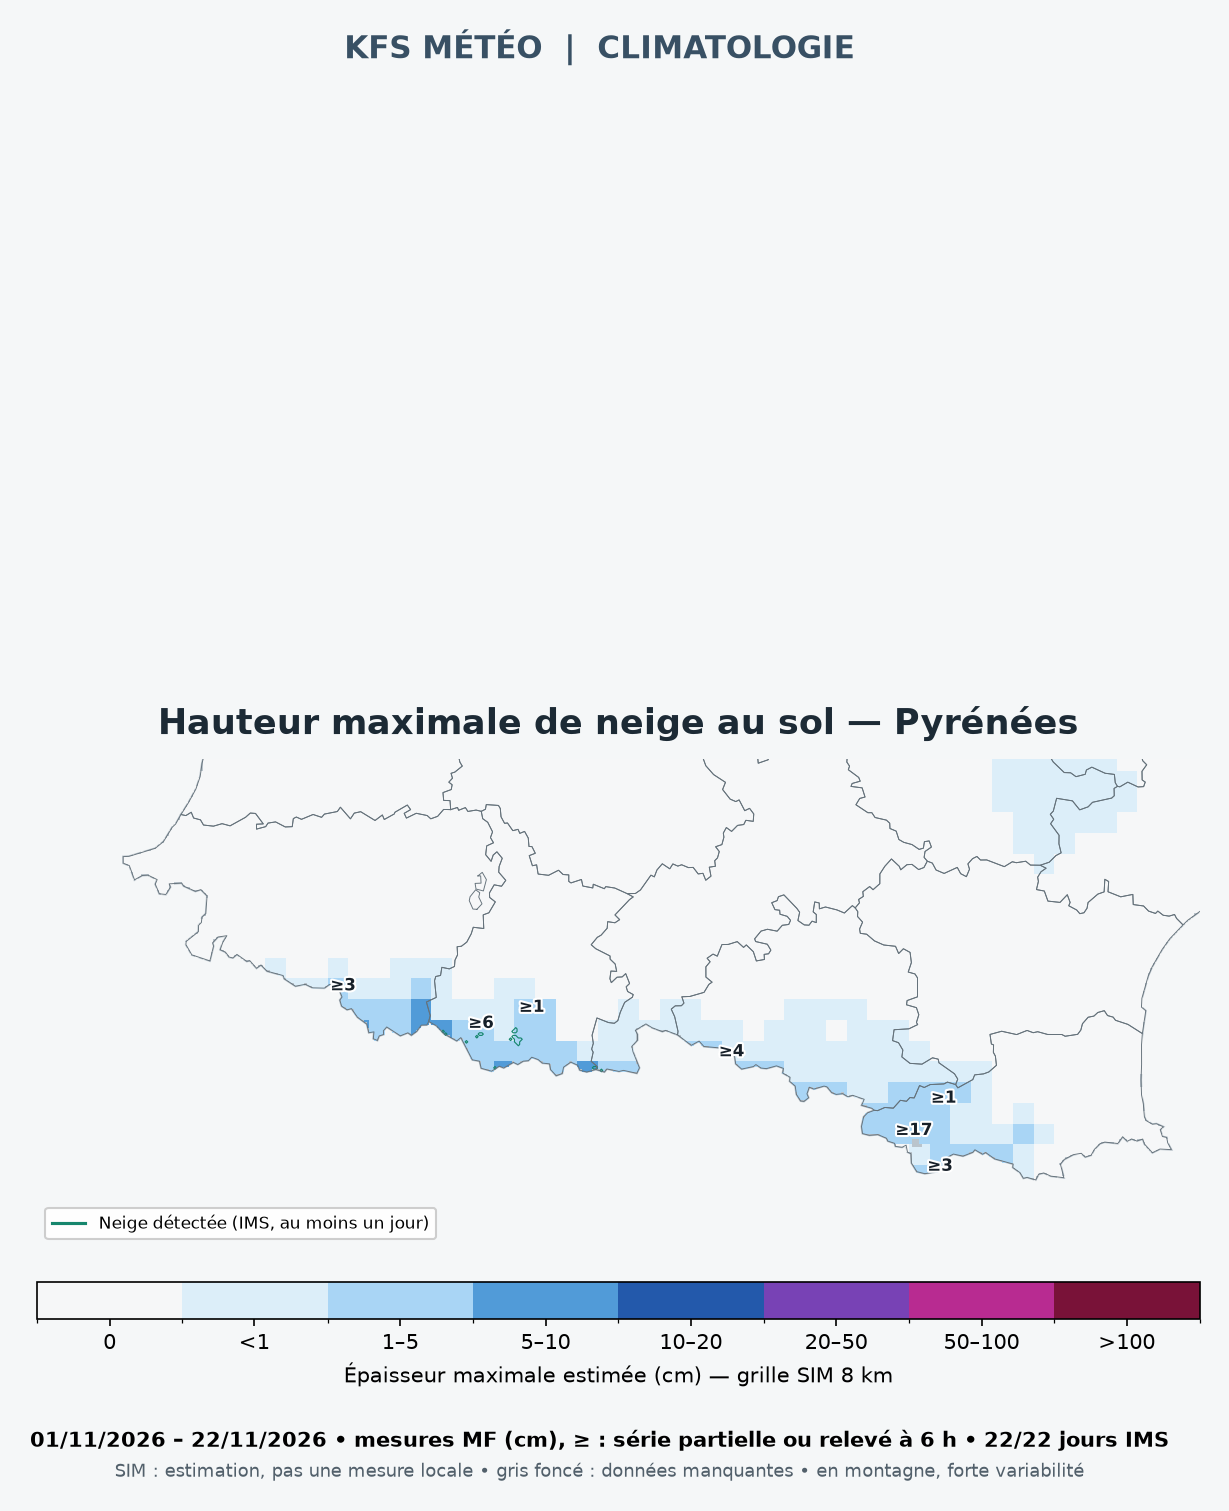 KFS MÉTÉO | CLIMATOLOGIE
Hauteur maximale de neige au sol — Pyrénées
≥3
≥1
≥6
≥4
≥1
≥17
≥3
Neige détectée (IMS, au moins un jour)
0 <1 1–5 5–10 10–20 20–50 50–100 >100
Épaisseur maximale estimée (cm) — grille SIM 8 km
01/11/2026 – 22/11/2026 • mesures MF (cm), ≥ : série partielle ou relevé à 6 h • 22/22 jours IMS
SIM : estimation, pas une mesure locale • gris foncé : données manquantes • en montagne, forte variabilité